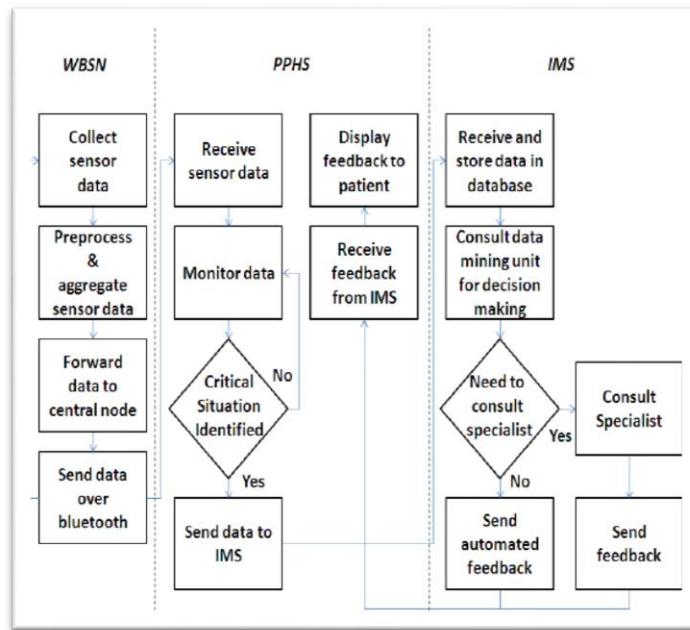 WBSN
PPHS
IMS
Collect
sensor
data
Preprocess
&
aggregate
sensor data
Forward
data to
central node
Send data
over
bluetooth
Receive
sensor data
Monitor data
Critical
Situation
Identified
No
Yes
Send data to
IMS
Display
feedback to
patient
Receive
feedback
from IMS
Receive and
store data in
database
Consult data
mining unit
for decision
making
Need to
consult
specialist
Yes
No
Consult
Specialist
Send
automated
feedback
Send
feedback